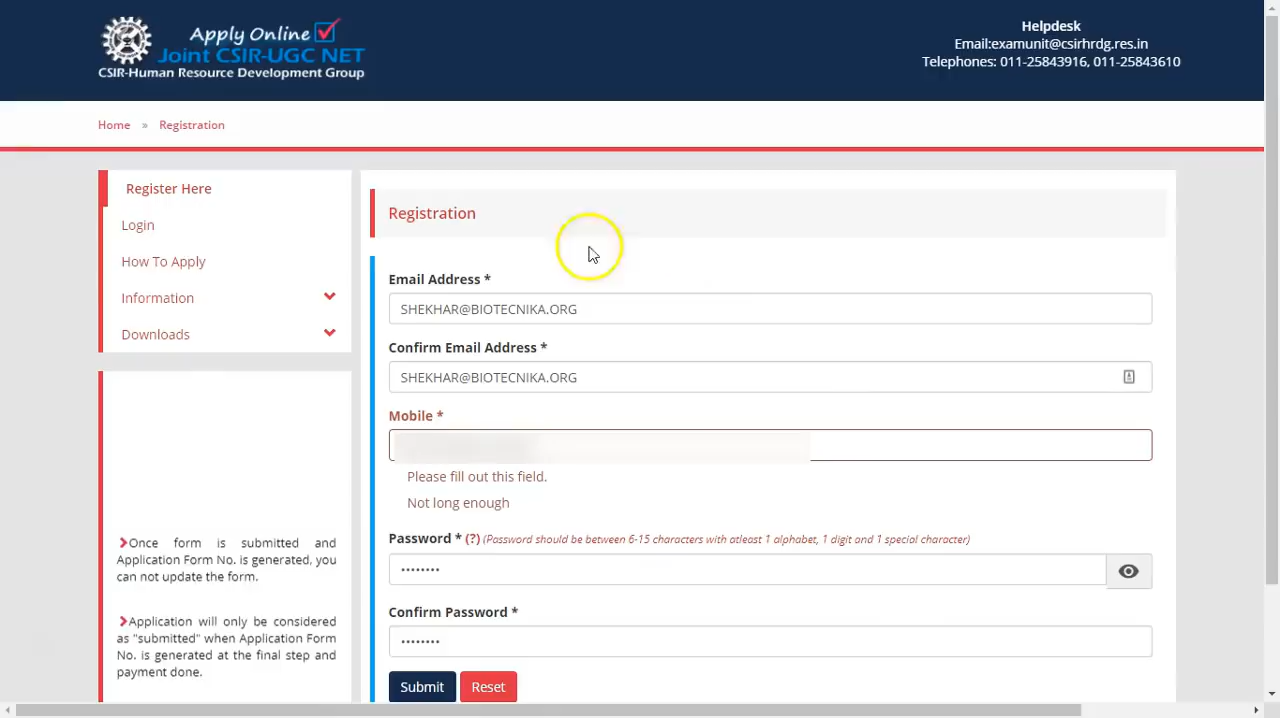 Apply Online
Joint CSIR-UGC NET
CSIR-Human Resource Development Group
Helpdesk
Email:examunit@csirhrdg.res.in
Telephones: 011-25843916, 011-25843610
Home » Registration
Register Here
Login
How To Apply
Information
Downloads
Once form is submitted and
Application Form No. is generated, you
can not update the form.
Application will only be considered
as "submitted" when Application Form
No. is generated at the final step and
payment done.
Registration
Email Address *
SHEKHAR@BIOTECNIKA.ORG
Confirm Email Address *
SHEKHAR@BIOTECNIKA.ORG
Mobile *
Please fill out this field.
Not long enough
Password * (?) (Password should be between 6-15 characters with atleast 1 alphabet, 1 digit and 1 special character)
••••••••
Confirm Password *
••••••••
Submit Reset